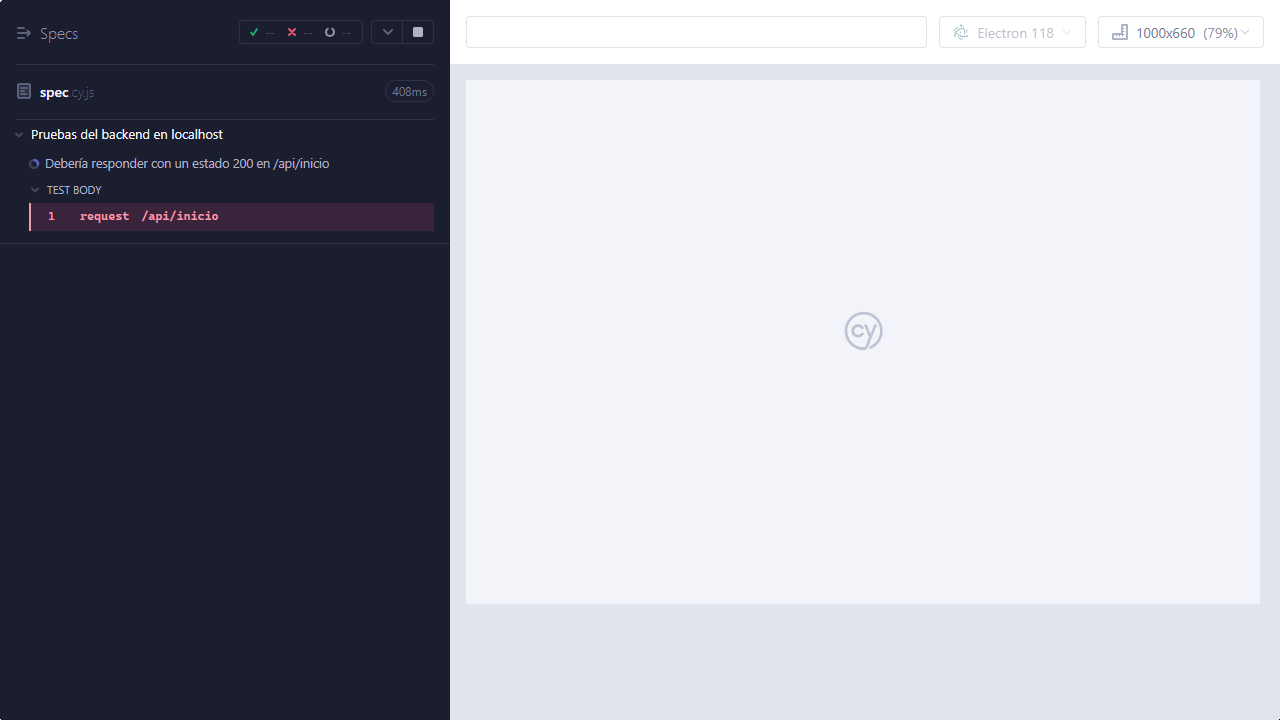 Specs
-- -- --
spec.cy.js 408ms
Pruebas del backend en localhost
Debería responder con un estado 200 en /api/inicio
TEST BODY
1 request /api/inicio
Electron 118
1000x660 (79%)
cy